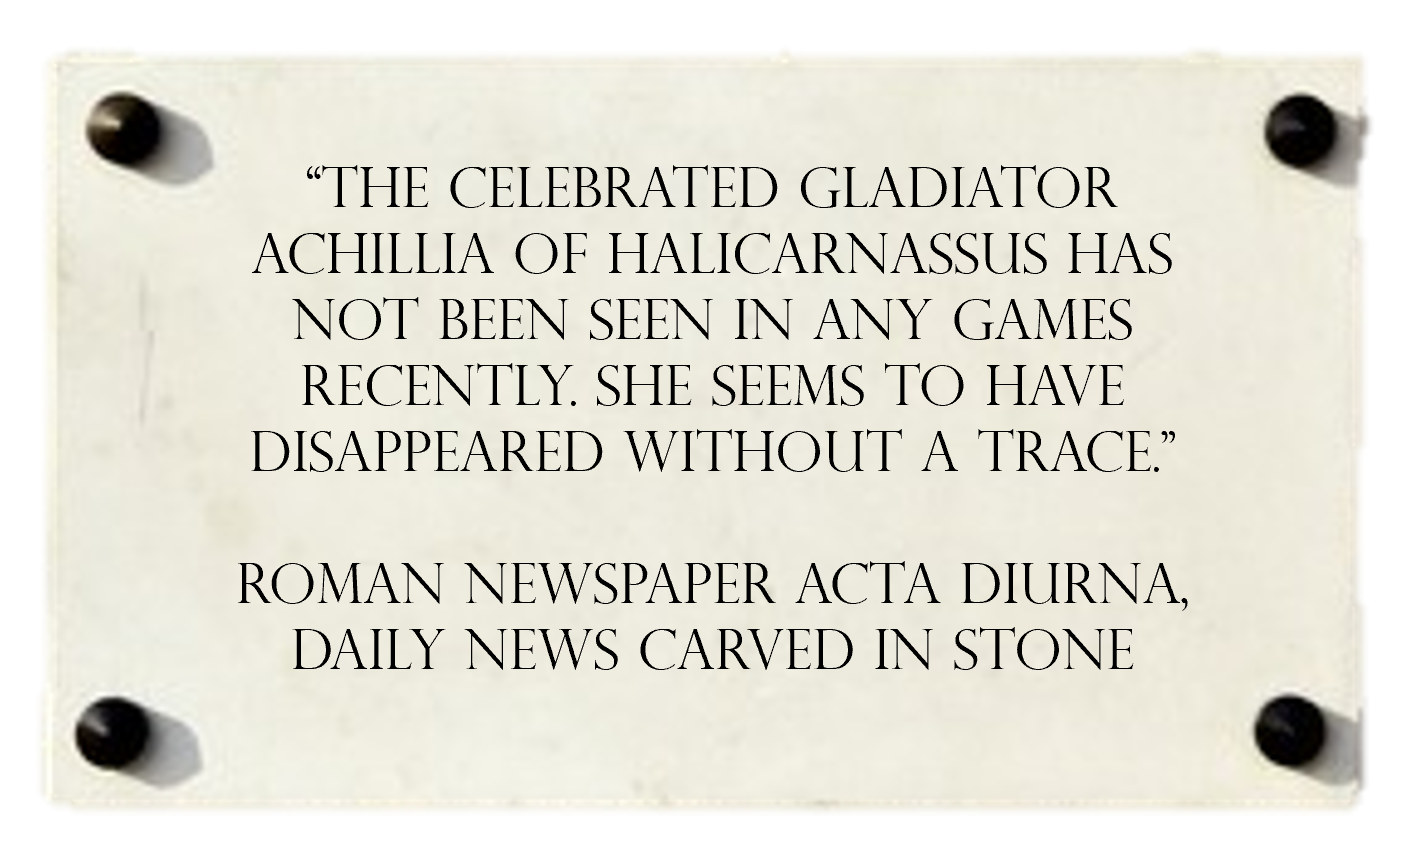 “THE CELEBRATED GLADIATOR
ACHILLIA OF HALICARNASSUS HAS
NOT BEEN SEEN IN ANY GAMES
RECENTLY. SHE SEEMS TO HAVE
DISAPPEARED WITHOUT A TRACE.”
ROMAN NEWSPAPER ACTA DIURNA,
DAILY NEWS CARVED IN STONE